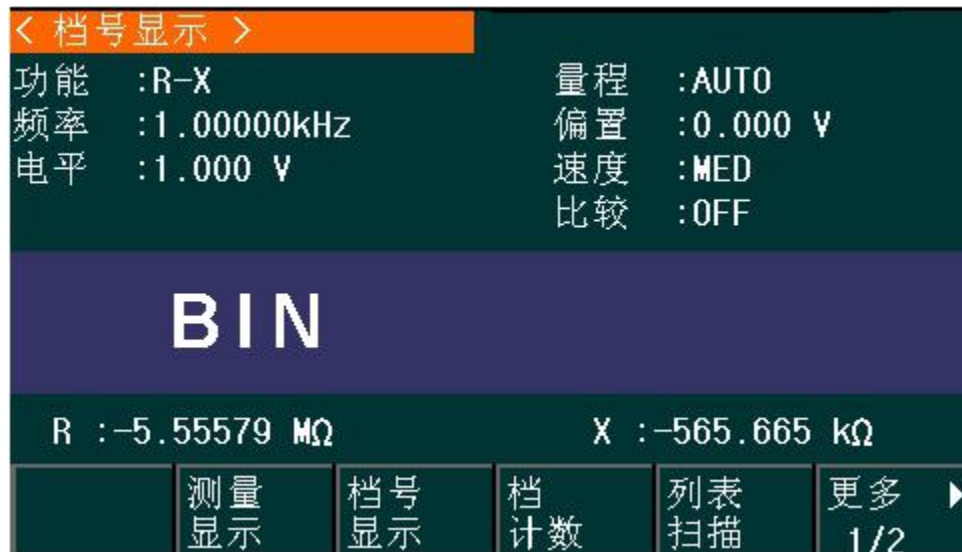 < 档号显示 >
功能 :R-X 量程 :AUTO
频率 :1.00000kHz 偏置 :0.000 V
电平 :1.000 V 速度 :MED
比较 :OFF
BIN
R :-5.55579 MΩ X :-565.665 kΩ
测量 档号 档 列表 更多 ▶
显示 显示 计数 扫描 1/2